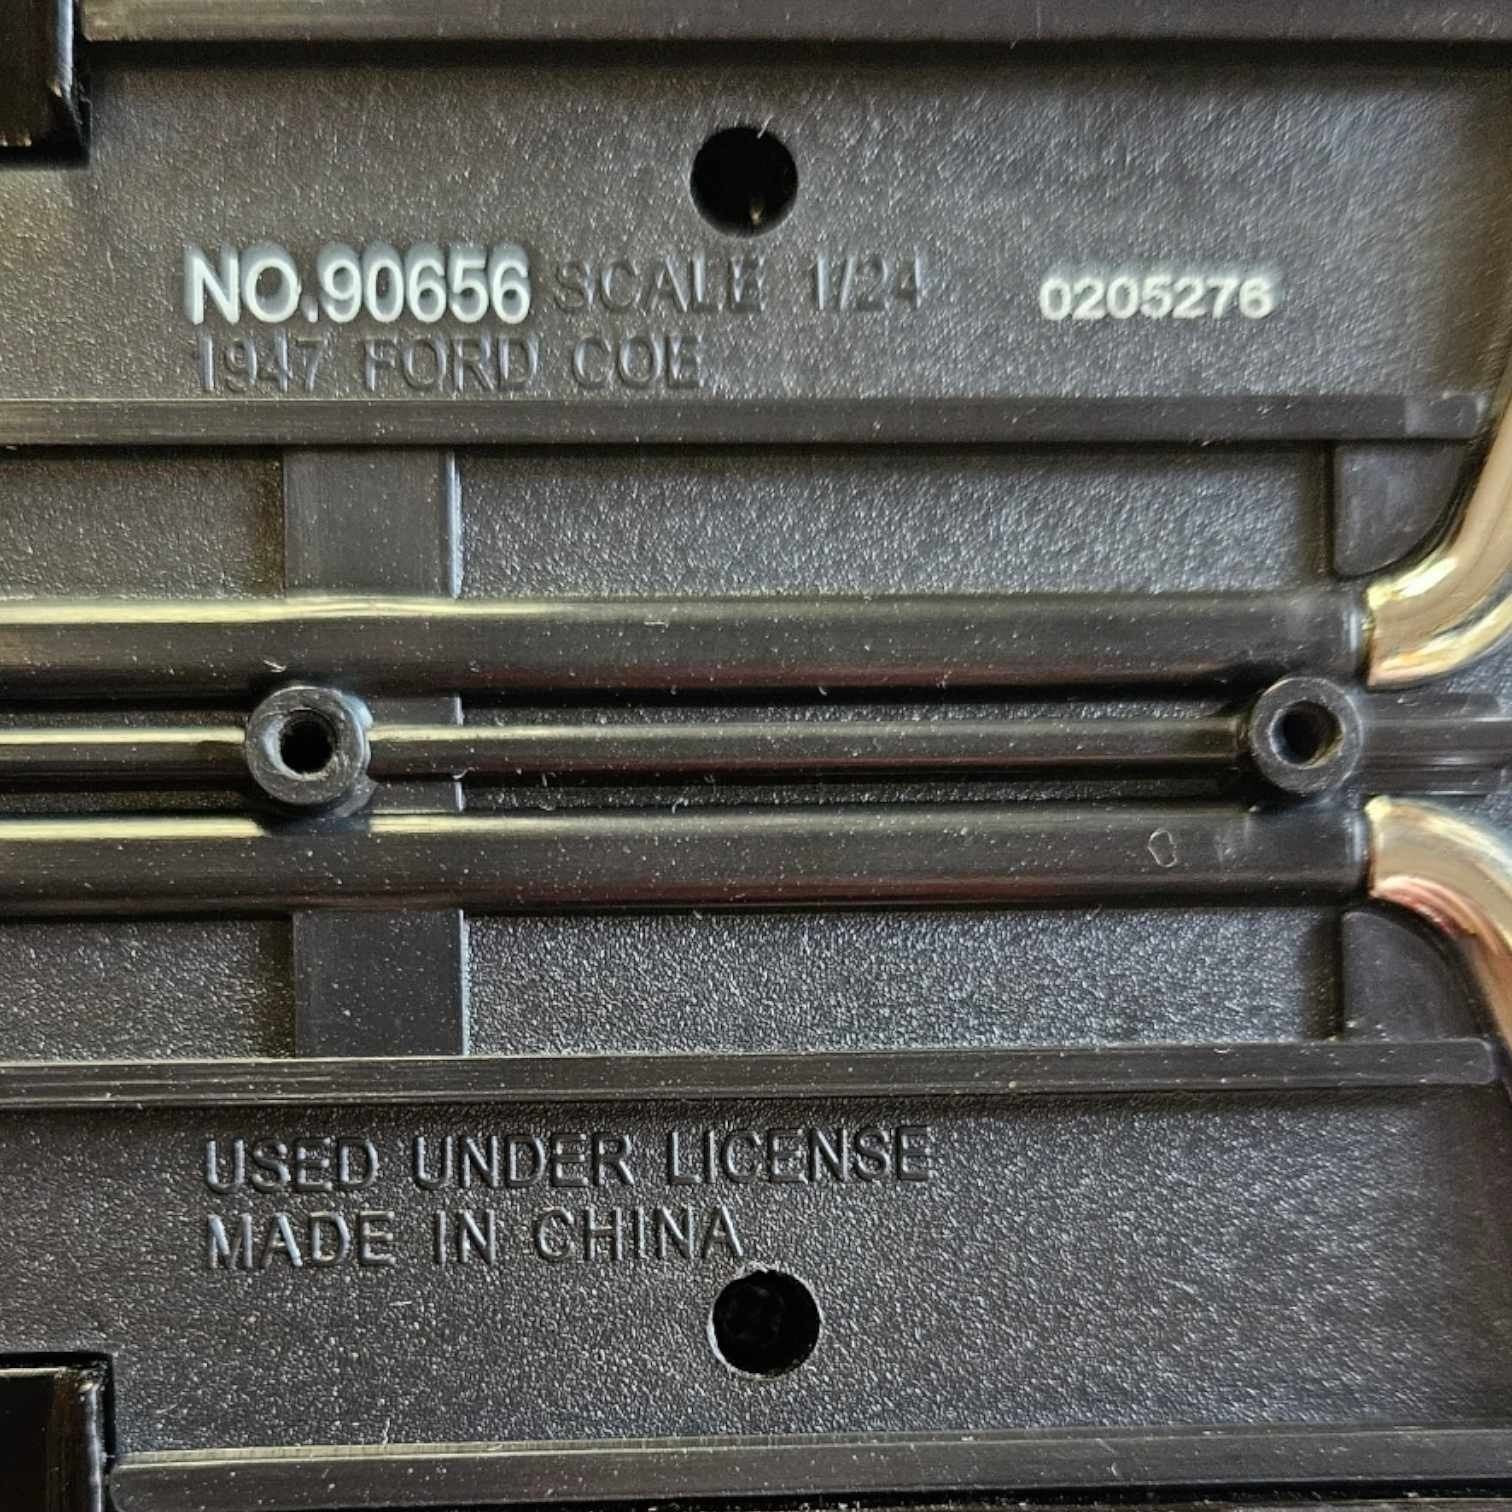 NO.90656 SCALE 1/24 0205276
1947 FORD COE
USED UNDER LICENSE
MADE IN CHINA